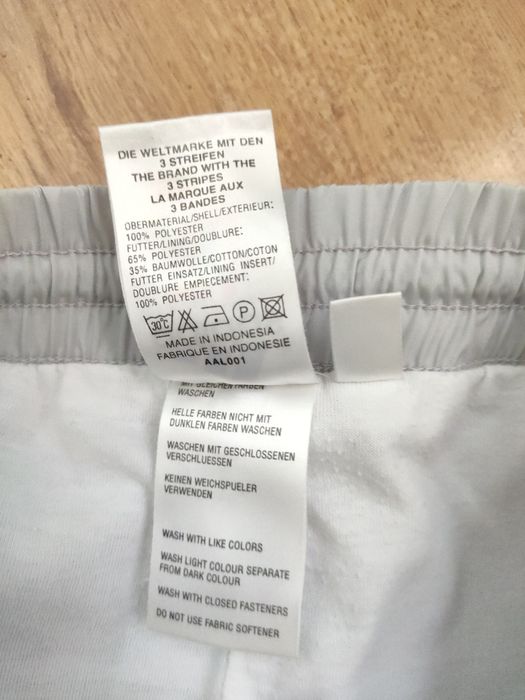 DIE WELTMARKE MIT DEN
3 STREIFEN
THE BRAND WITH THE
3 STRIPES
LA MARQUE AUX
3 BANDES
OBERMATERIAL/SHELL/EXTERIEUR:
100% POLYESTER
FUTTER/LINING/DOUBLURE:
65% POLYESTER
35% BAUMWOLLE/COTTON/COTON
FUTTER EINSATZ/LINING INSERT/
DOUBLURE EMPIECEMENT:
100% POLYESTER
30°C P
MADE IN INDONESIA
FABRIQUE EN INDONESIE
AAL001
MIT GLEICHEN FARBEN
WASCHEN
HELLE FARBEN NICHT MIT
DUNKLEN FARBEN WASCHEN
WASCHEN MIT GESCHLOSSENEN
VERSCHLUESSEN
KEINEN WEICHSPUELER
VERWENDEN
WASH WITH LIKE COLORS
WASH LIGHT COLOUR SEPARATE
FROM DARK COLOUR
WASH WITH CLOSED FASTENERS
DO NOT USE FABRIC SOFTENER